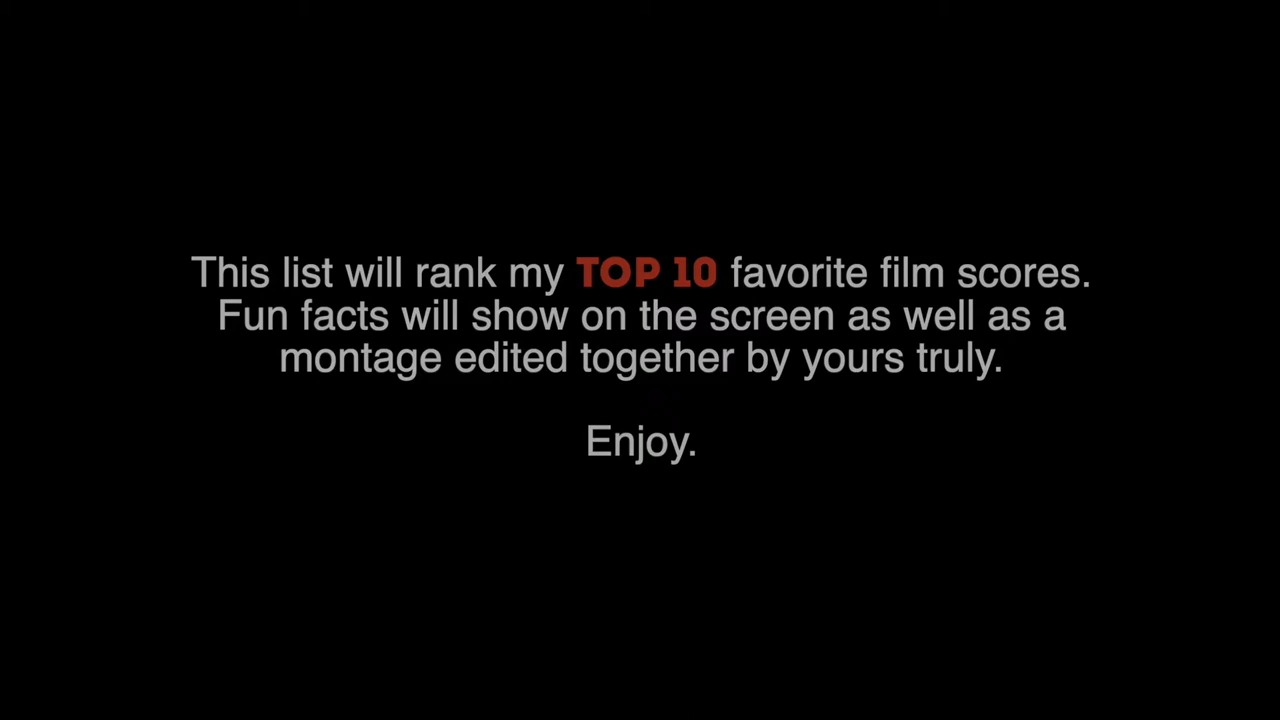 This list will rank my TOP 10 favorite film scores.
Fun facts will show on the screen as well as a
montage edited together by yours truly.
Enjoy.